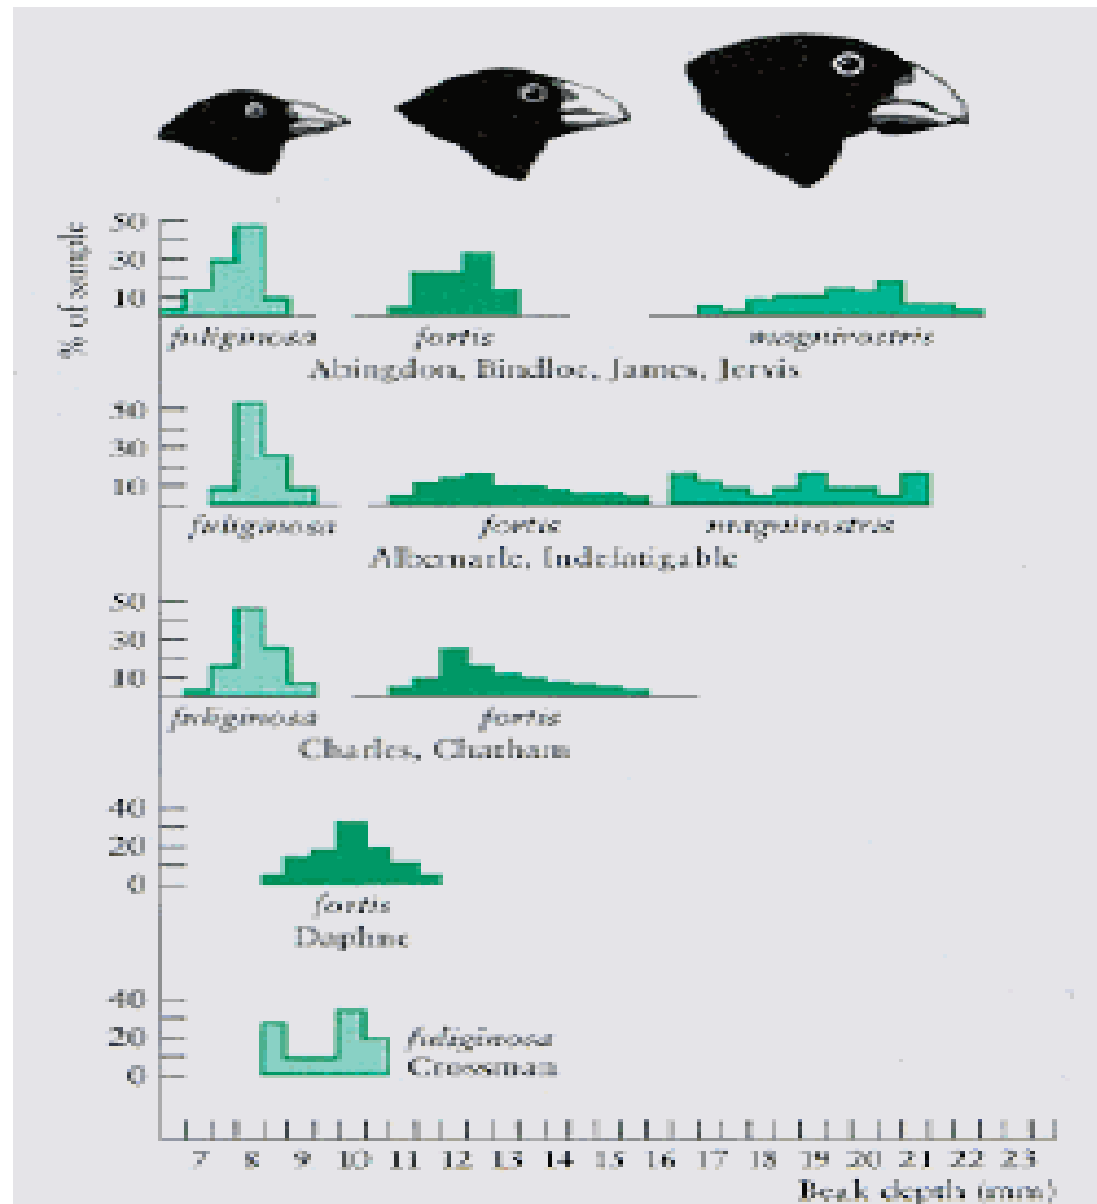 % of sample
50
30
10
fuliginosa fortis magnirostris
Abingdon, Bindloe, James, Jervis
50
30
10
fuliginosa fortis magnirostris
Albemarle, Indefatigable
50
30
10
fuliginosa fortis
Charles, Chatham
40
20
0
fortis
Daphne
40
20
0
fuliginosa
Crossman
7 8 9 10 11 12 13 14 15 16 17 18 19 20 21 22 23
Beak depth (mm)